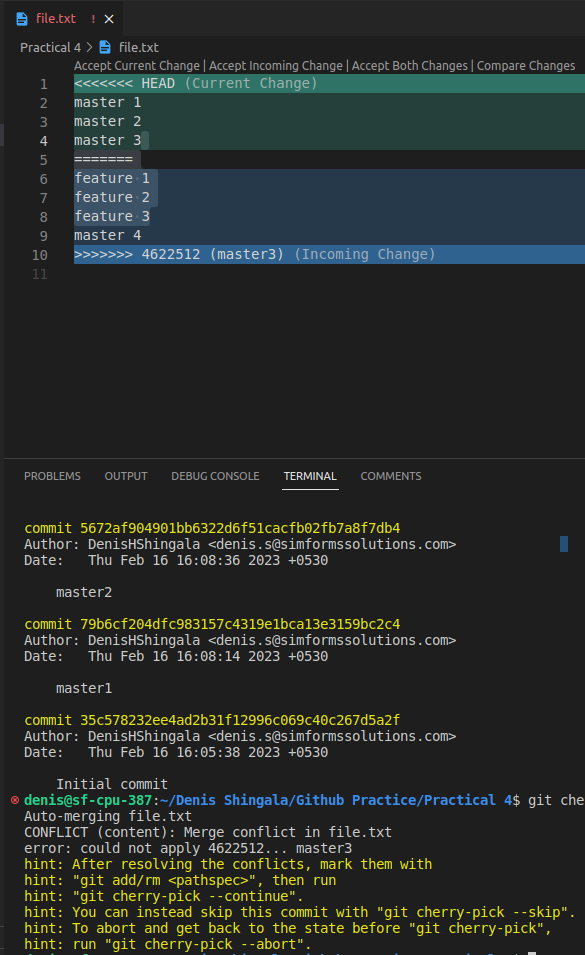 file.txt ! ×
Practical 4 > file.txt
Accept Current Change | Accept Incoming Change | Accept Both Changes | Compare Changes
1 <<<<<<< HEAD (Current Change)
2 master 1
3 master 2
4 master 3
5 =======
6 feature·1
7 feature·2
8 feature·3
9 master 4
10 >>>>>>> 4622512 (master3) (Incoming Change)
11
PROBLEMS OUTPUT DEBUG CONSOLE TERMINAL COMMENTS
commit 5672af904901bb6322d6f51cacfb02fb7a8f7db4
Author: DenisHShingala <denis.s@simformssolutions.com>
Date:   Thu Feb 16 16:08:36 2023 +0530
master2
commit 79b6cf204dfc983157c4319e1bca13e3159bc2c4
Author: DenisHShingala <denis.s@simformssolutions.com>
Date:   Thu Feb 16 16:08:14 2023 +0530
master1
commit 35c578232ee4ad2b31f12996c069c40c267d5a2f
Author: DenisHShingala <denis.s@simformssolutions.com>
Date:   Thu Feb 16 16:05:38 2023 +0530
Initial commit
denis@sf-cpu-387:~/Denis Shingala/Github Practice/Practical 4$ git che
Auto-merging file.txt
CONFLICT (content): Merge conflict in file.txt
error: could not apply 4622512... master3
hint: After resolving the conflicts, mark them with
hint: "git add/rm <pathspec>", then run
hint: "git cherry-pick --continue".
hint: You can instead skip this commit with "git cherry-pick --skip".
hint: To abort and get back to the state before "git cherry-pick",
hint: run "git cherry-pick --abort".